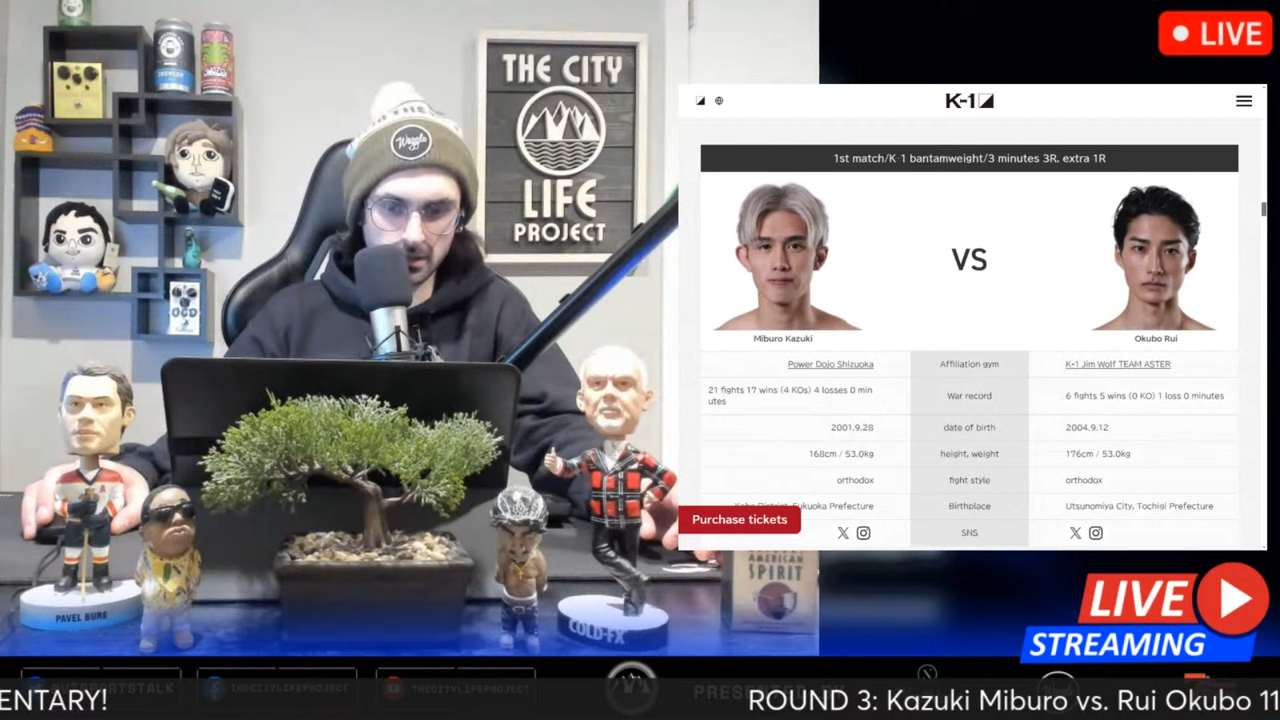 LIVE
THE CITY
LIFE
PROJECT
Waggle
OCD
PAVEL BURE
COLD-FX
AMERICAN
SPIRIT
K-1
1st match/K-1 bantamweight/3 minutes 3R, extra 1R
VS
Miburo Kazuki
Okubo Rui
Power Dojo Shizuoka
Affiliation gym
K-1 Jim Wolf TEAM ASTER
21 fights 17 wins (4 KOs) 4 losses 0 min
utes
War record
6 fights 5 wins (0 KO) 1 loss 0 minutes
2001.9.28
date of birth
2004.9.12
168cm / 53.0kg
height, weight
176cm / 53.0kg
orthodox
fight style
orthodox
Fukuoka Prefecture
Birthplace
Utsunomiya City, Tochigi Prefecture
Purchase tickets
SNS
LIVE
STREAMING
THECITYLIFEPROJECT
THECITYLIFEPROJECT
ENTARY!
ROUND 3: Kazuki Miburo vs. Rui Okubo 11